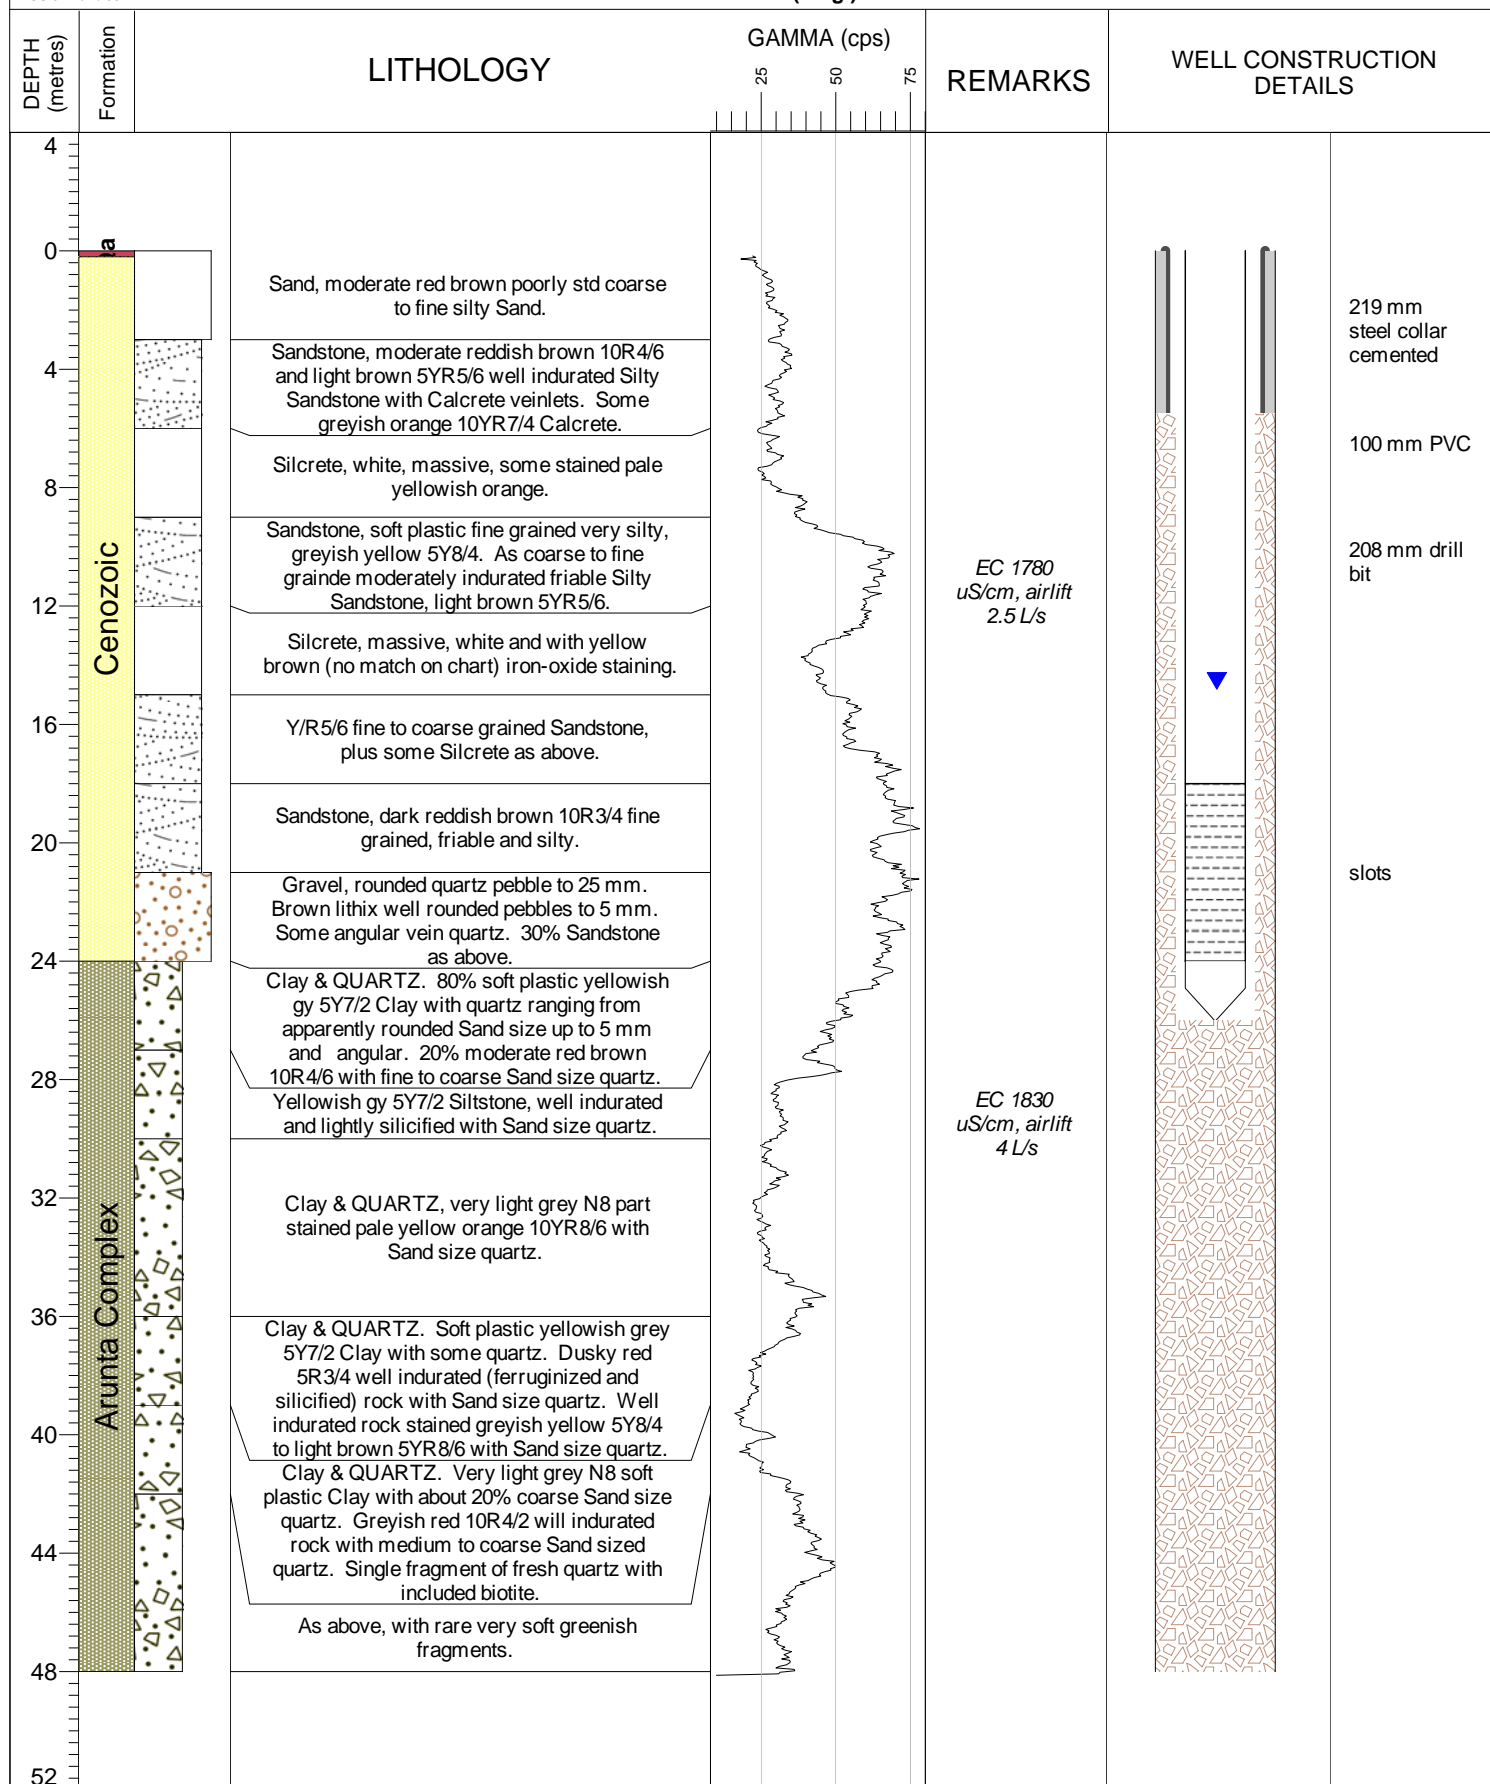 DEPTH
(metres)
Formation
LITHOLOGY
GAMMA (cps)
25
50
75
REMARKS
WELL CONSTRUCTION
DETAILS
4
0
4
8
12
16
20
24
28
32
36
40
44
48
52
Cenozoic
Arunta Complex
Sand, moderate red brown poorly std coarse
to fine silty Sand.
Sandstone, moderate reddish brown 10R4/6
and light brown 5YR5/6 well indurated Silty
Sandstone with Calcrete veinlets. Some
greyish orange 10YR7/4 Calcrete.
Silcrete, white, massive, some stained pale
yellowish orange.
Sandstone, soft plastic fine grained very silty,
greyish yellow 5Y8/4. As coarse to fine
grainde moderately indurated friable Silty
Sandstone, light brown 5YR5/6.
Silcrete, massive, white and with yellow
brown (no match on chart) iron-oxide staining.
Y/R5/6 fine to coarse grained Sandstone,
plus some Silcrete as above.
Sandstone, dark reddish brown 10R3/4 fine
grained, friable and silty.
Gravel, rounded quartz pebble to 25 mm.
Brown lithix well rounded pebbles to 5 mm.
Some angular vein quartz. 30% Sandstone
as above.
Clay & QUARTZ. 80% soft plastic yellowish
gy 5Y7/2 Clay with quartz ranging from
apparently rounded Sand size up to 5 mm
and angular. 20% moderate red brown
10R4/6 with fine to coarse Sand size quartz.
Yellowish gy 5Y7/2 Siltstone, well indurated
and lightly silicified with Sand size quartz.
Clay & QUARTZ, very light grey N8 part
stained pale yellow orange 10YR8/6 with
Sand size quartz.
Clay & QUARTZ. Soft plastic yellowish grey
5Y7/2 Clay with some quartz. Dusky red
5R3/4 well indurated (ferruginized and
silicified) rock with Sand size quartz. Well
indurated rock stained greyish yellow 5Y8/4
to light brown 5YR8/6 with Sand size quartz.
Clay & QUARTZ. Very light grey N8 soft
plastic Clay with about 20% coarse Sand size
quartz. Greyish red 10R4/2 will indurated
rock with medium to coarse Sand sized
quartz. Single fragment of fresh quartz with
included biotite.
As above, with rare very soft greenish
fragments.
EC 1780
uS/cm, airlift
2.5 L/s
EC 1830
uS/cm, airlift
4 L/s
219 mm
steel collar
cemented
100 mm PVC
208 mm drill
bit
slots